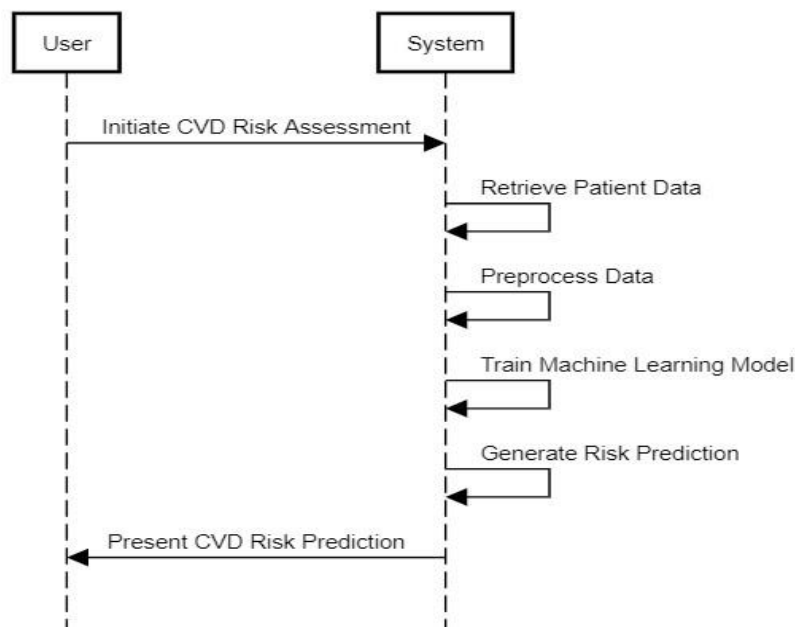 User
System
Initiate CVD Risk Assessment
Retrieve Patient Data
Preprocess Data
Train Machine Learning Model
Generate Risk Prediction
Present CVD Risk Prediction